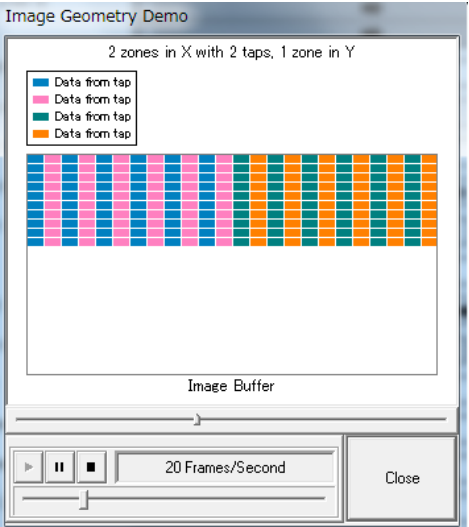 Image Geometry Demo
2 zones in X with 2 taps, 1 zone in Y
Data from tap
Data from tap
Data from tap
Data from tap
Image Buffer
20 Frames/Second
Close